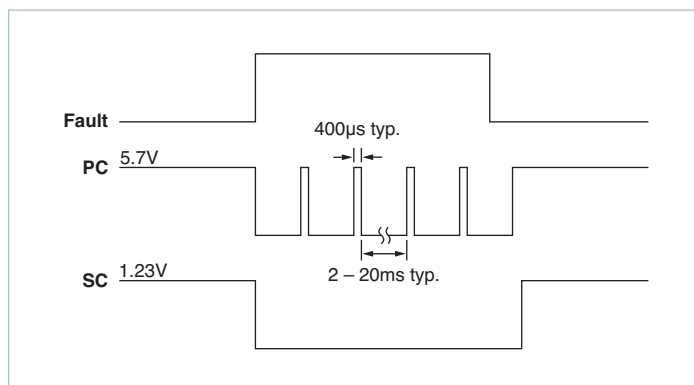 Fault
400µs typ.
5.7V
PC
2 – 20ms typ.
1.23V
SC